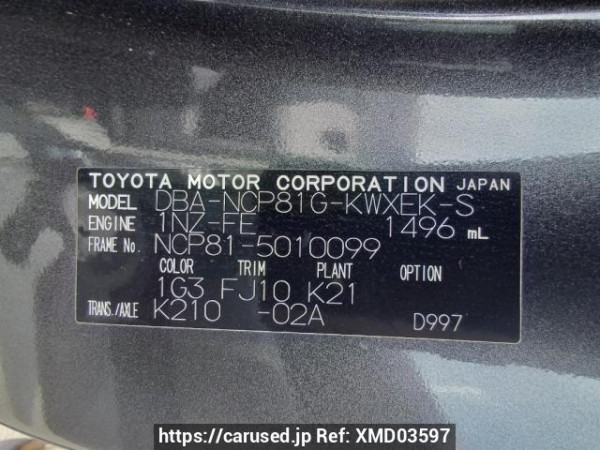 TOYOTA MOTOR CORPORATION JAPAN
MODEL DBA-NCP81G-KWXEK-S
ENGINE 1NZ-FE 1496 mL
FRAME No. NCP81-5010099
COLOR TRIM PLANT OPTION
1G3 FJ10 K21
TRANS./AXLE K210 -02A D997
https://carused.jp Ref: XMD03597